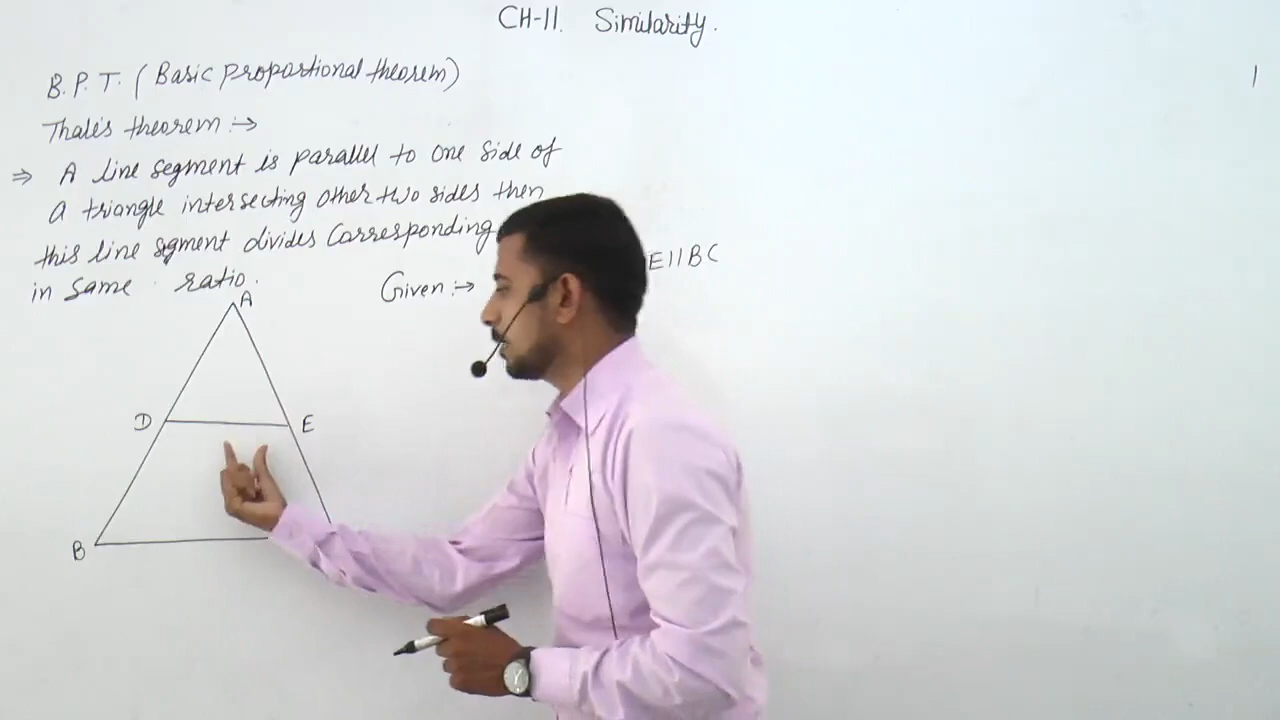 CH-11. Similarity.
1
B.P.T. (Basic proportional theorem)
Thale's theorem :->
⇒ A line segment is parallel to one side of
a triangle intersecting other two sides then
this line segment divides Corresponding
in same ratio.
Given :-> E||BC
A
D E
B